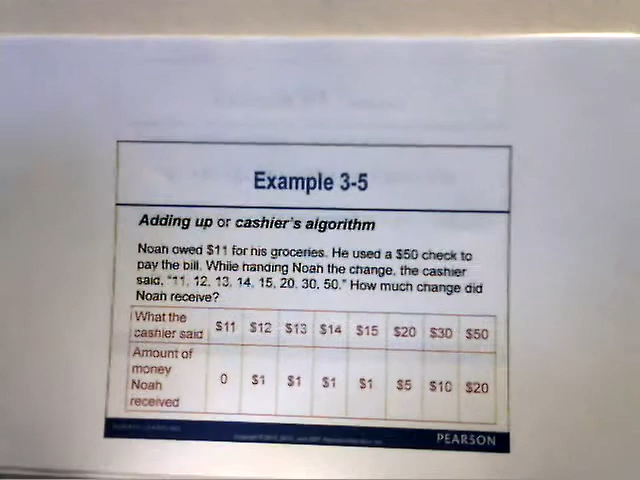 Example 3-5
Adding up or cashier's algorithm
Noah owed $11 for his groceries. He used a $50 check to
pay the bill. While handing Noah the change, the cashier
said, "11, 12, 13, 14, 15, 20, 30, 50." How much change did
Noah receive?
What the
cashier said $11 $12 $13 $14 $15 $20 $30 $50
Amount of
money
Noah
received 0 $1 $1 $1 $1 $5 $10 $20
PEARSON